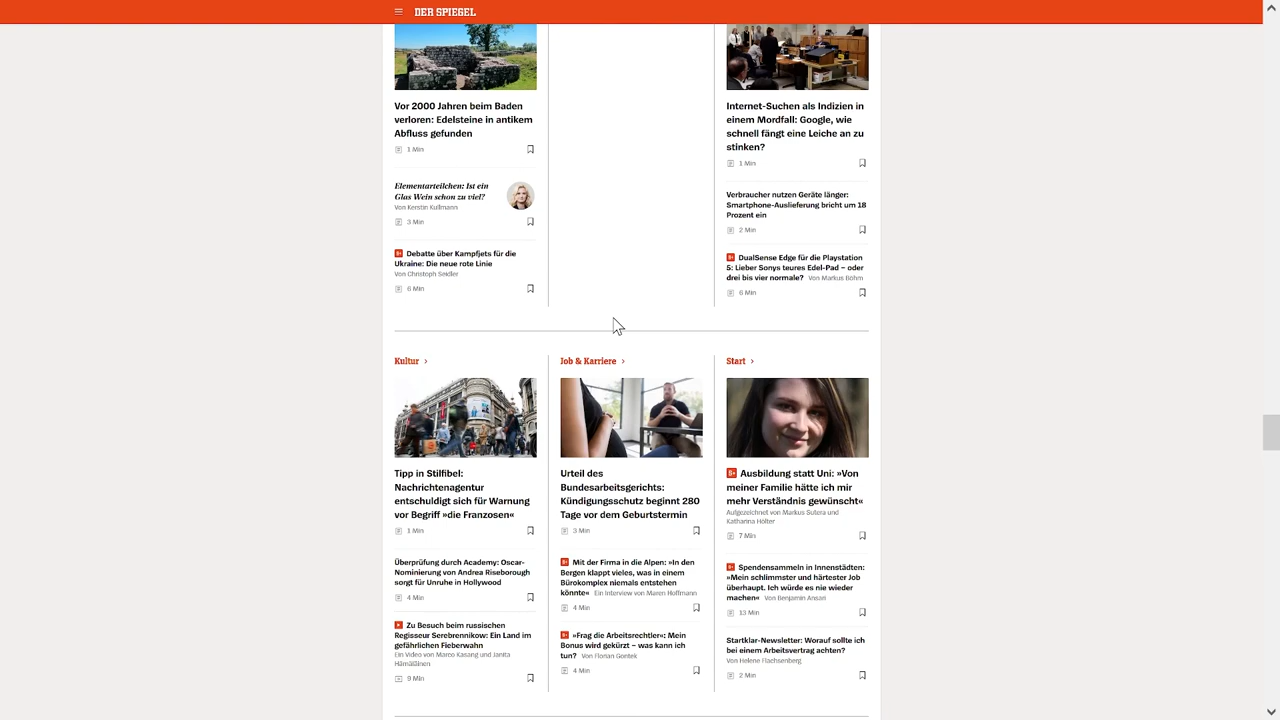 DER SPIEGEL
Vor 2000 Jahren beim Baden
verloren: Edelsteine in antikem
Abfluss gefunden
1 Min
Elementarteilchen: Ist ein
Glas Wein schon zu viel?
Von Kerstin Kullmann
3 Min
S+ Debatte über Kampfjets für die
Ukraine: Die neue rote Linie
Von Christoph Seidler
6 Min
Internet-Suchen als Indizien in
einem Mordfall: Google, wie
schnell fängt eine Leiche an zu
stinken?
1 Min
Verbraucher nutzen Geräte länger:
Smartphone-Auslieferung bricht um 18
Prozent ein
2 Min
S+ DualSense Edge für die Playstation
5: Lieber Sonys teures Edel-Pad – oder
drei bis vier normale? Von Markus Böhm
6 Min
Kultur
Tipp in Stilfibel:
Nachrichtenagentur
entschuldigt sich für Warnung
vor Begriff »die Franzosen«
1 Min
Überprüfung durch Academy: Oscar-
Nominierung von Andrea Riseborough
sorgt für Unruhe in Hollywood
4 Min
Zu Besuch beim russischen
Regisseur Serebrennikow: Ein Land im
gefährlichen Fieberwahn
Ein Video von Marco Kasang und Janita
Hämäläinen
9 Min
Job & Karriere
Urteil des
Bundesarbeitsgerichts:
Kündigungsschutz beginnt 280
Tage vor dem Geburtstermin
3 Min
S+ Mit der Firma in die Alpen: »In den
Bergen klappt vieles, was in einem
Bürokomplex niemals entstehen
könnte« Ein Interview von Maren Hoffmann
4 Min
S+ »Frag die Arbeitsrechtler«: Mein
Bonus wird gekürzt – was kann ich
tun? Von Florian Gontek
4 Min
Start
S+ Ausbildung statt Uni: »Von
meiner Familie hätte ich mir
mehr Verständnis gewünscht«
Aufgezeichnet von Markus Sutera und
Katharina Hölter
7 Min
S+ Spendensammeln in Innenstädten:
»Mein schlimmster und härtester Job
überhaupt. Ich würde es nie wieder
machen« Von Benjamin Ansari
13 Min
Startklar-Newsletter: Worauf sollte ich
bei einem Arbeitsvertrag achten?
Von Helene Flachsenberg
2 Min